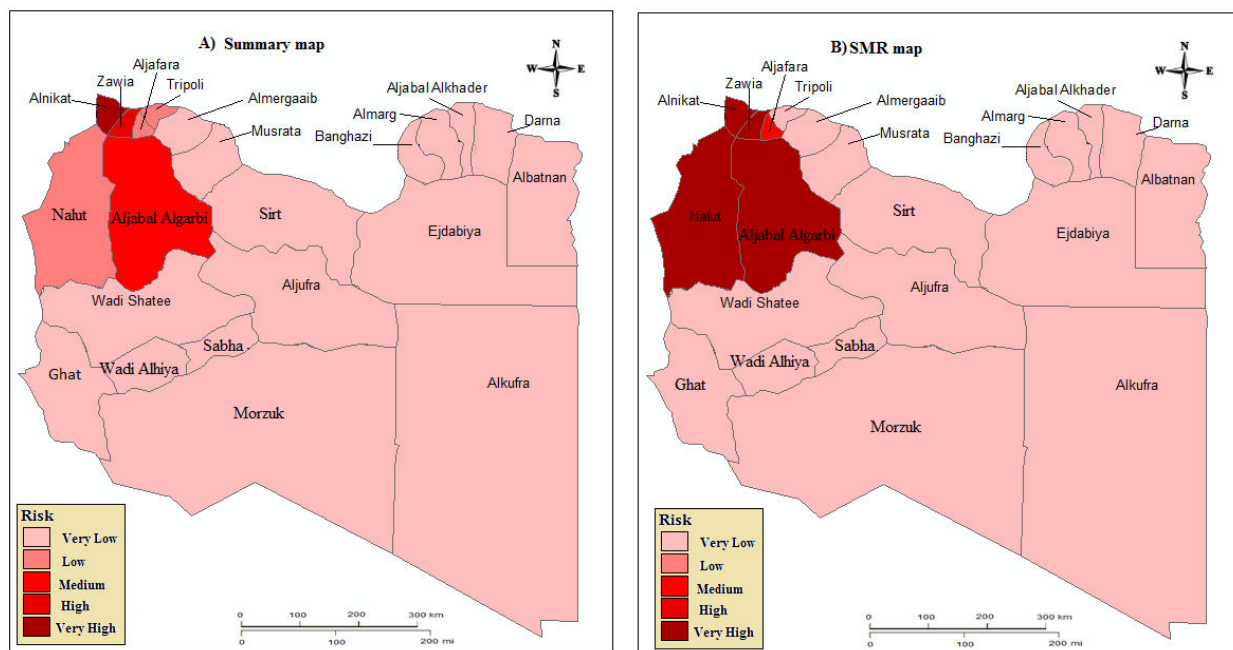 A) Summary map
N
W E
S
Aljafara
Zawia
Tripoli
Alnikat
Almergaaib
Musrata
Aljabal Alkhader
Almarg
Darna
Banghazi
Albatnan
Nalut
Aljabal Algarbi
Sirt
Ejdabiya
Wadi Shatee
Aljufra
Sabha
Ghat
Wadi Alhiya
Alkufra
Morzuk
Risk
Very Low
Low
Medium
High
Very High
0 100 200 300 km
0 100 200 mi
B) SMR map
N
W E
S
Aljafara
Zawia
Tripoli
Alnikat
Almergaaib
Musrata
Aljabal Alkhader
Almarg
Darna
Banghazi
Albatnan
Nalut
Aljabal Algarbi
Sirt
Ejdabiya
Wadi Shatee
Aljufra
Sabha
Ghat
Wadi Alhiya
Alkufra
Morzuk
Risk
Very Low
Low
Medium
High
Very High
0 100 200 300 km
0 100 200 mi